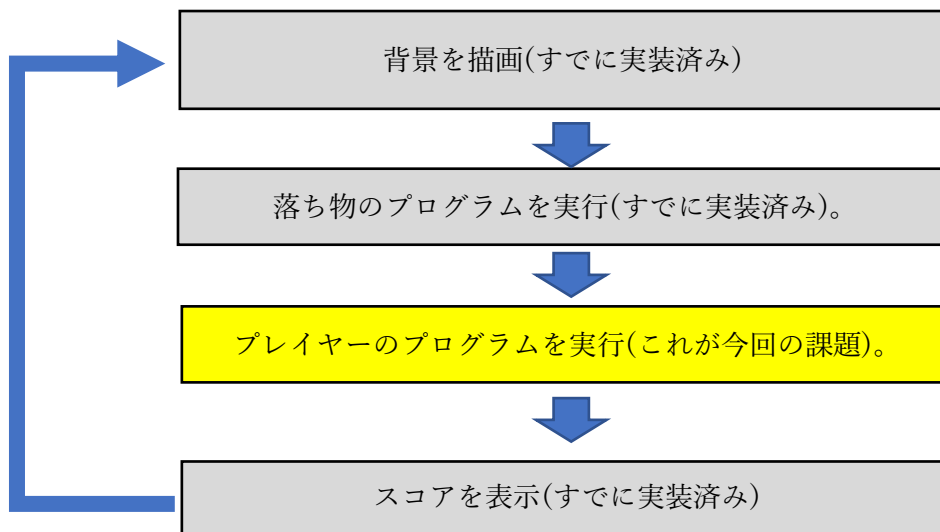 背景を描画(すでに実装済み)
落ち物のプログラムを実行(すでに実装済み)。
プレイヤーのプログラムを実行(これが今回の課題)。
スコアを表示(すでに実装済み)